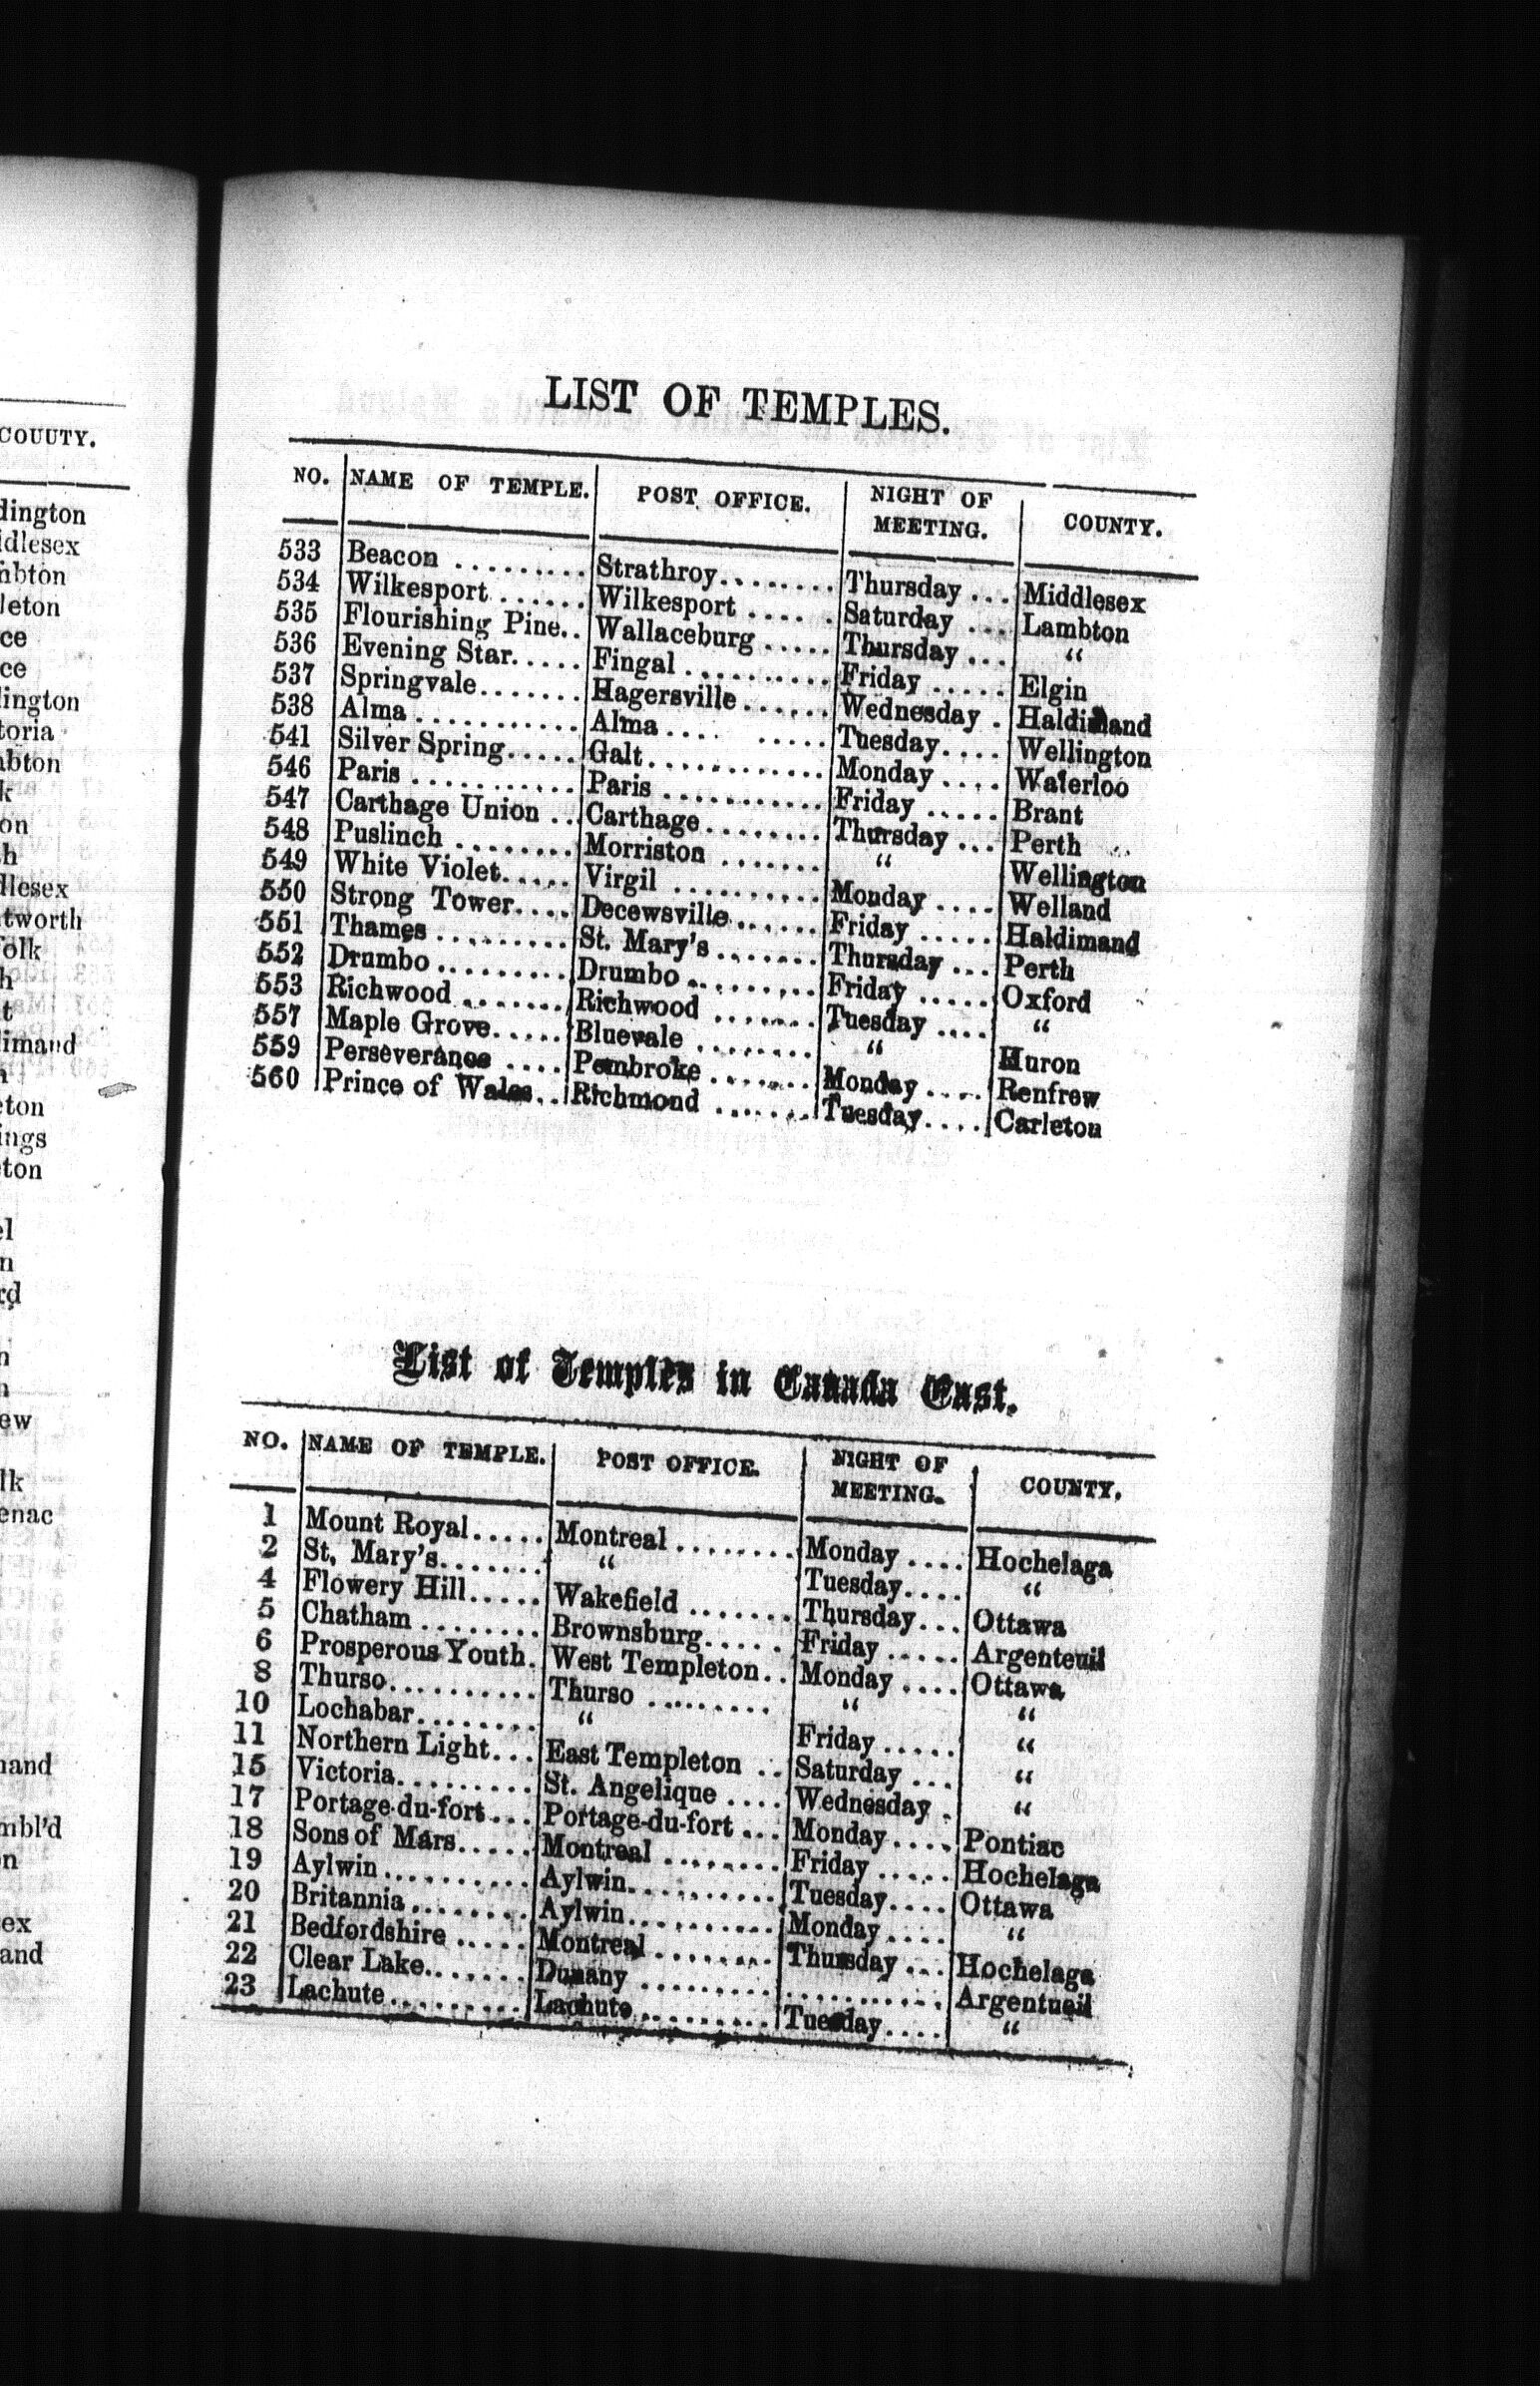 COUUTY.
dington
idlesex
nbton
leton
ce
ce
lington
toria
nbton
k
on
h
dlesex
tworth
folk
h
t
limand
n
eton
ings
eton
el
n
rd
n
n
ew
lk
enac
nand
mbl'd
n
ex
and
LIST OF TEMPLES.
NO. NAME OF TEMPLE. POST OFFICE. NIGHT OF MEETING. COUNTY.
533 Beacon ......... Strathroy........ Thursday ... Middlesex
534 Wilkesport ...... Wilkesport ..... Saturday ... Lambton
535 Flourishing Pine.. Wallaceburg ..... Thursday ... “
536 Evening Star..... Fingal .......... Friday ..... Elgin
537 Springvale....... Hagersville...... Wednesday . Haldimand
538 Alma ........... Alma.... ..... Tuesday.... Wellington
541 Silver Spring..... Galt............ Monday .... Waterloo
546 Paris ........... Paris ........... Friday ..... Brant
547 Carthage Union .. Carthage........ Thursday ... Perth
548 Puslinch ........ Morriston ....... “ Wellington
549 White Violet..... Virgil .......... Monday .... Welland
550 Strong Tower.... Decewsville...... Friday ..... Haldimand
551 Thames ......... St. Mary's ....... Thursday ... Perth
552 Drumbo ......... Drumbo ......... Friday ..... Oxford
553 Richwood ....... Richwood ....... Tuesday .... “
557 Maple Grove..... Bluevale ........ “ Huron
559 Perseverance .... Pembroke ....... Monday .... Renfrew
560 Prince of Wales.. Richmond ....... Tuesday.... Carleton
List of Temples in Canada East.
NO. NAME OF TEMPLE. POST OFFICE. NIGHT OF MEETING. COUNTY.
1 Mount Royal..... Montreal ........ Monday .... Hochelaga
2 St. Mary's....... “ Tuesday.... “
4 Flowery Hill..... Wakefield ....... Thursday... Ottawa
5 Chatham ........ Brownsburg..... Friday ..... Argenteuil
6 Prosperous Youth. West Templeton.. Monday .... Ottawa
8 Thurso.......... Thurso ......... “ “
10 Lochabar........ “ Friday ..... “
11 Northern Light... East Templeton .. Saturday ... “
15 Victoria......... St. Angelique .... Wednesday . “
17 Portage-du-fort... Portage-du-fort ... Monday.... Pontiac
18 Sons of Mars..... Montreal ........ Friday ..... Hochelaga
19 Aylwin.......... Aylwin.......... Tuesday.... Ottawa
20 Britannia........ Aylwin.......... Monday .... “
21 Bedfordshire ..... Montreal ........ Thursday ... Hochelaga
22 Clear Lake....... Dunany .................... Argentueil
23 Lachute......... Lachute......... Tuesday.... “